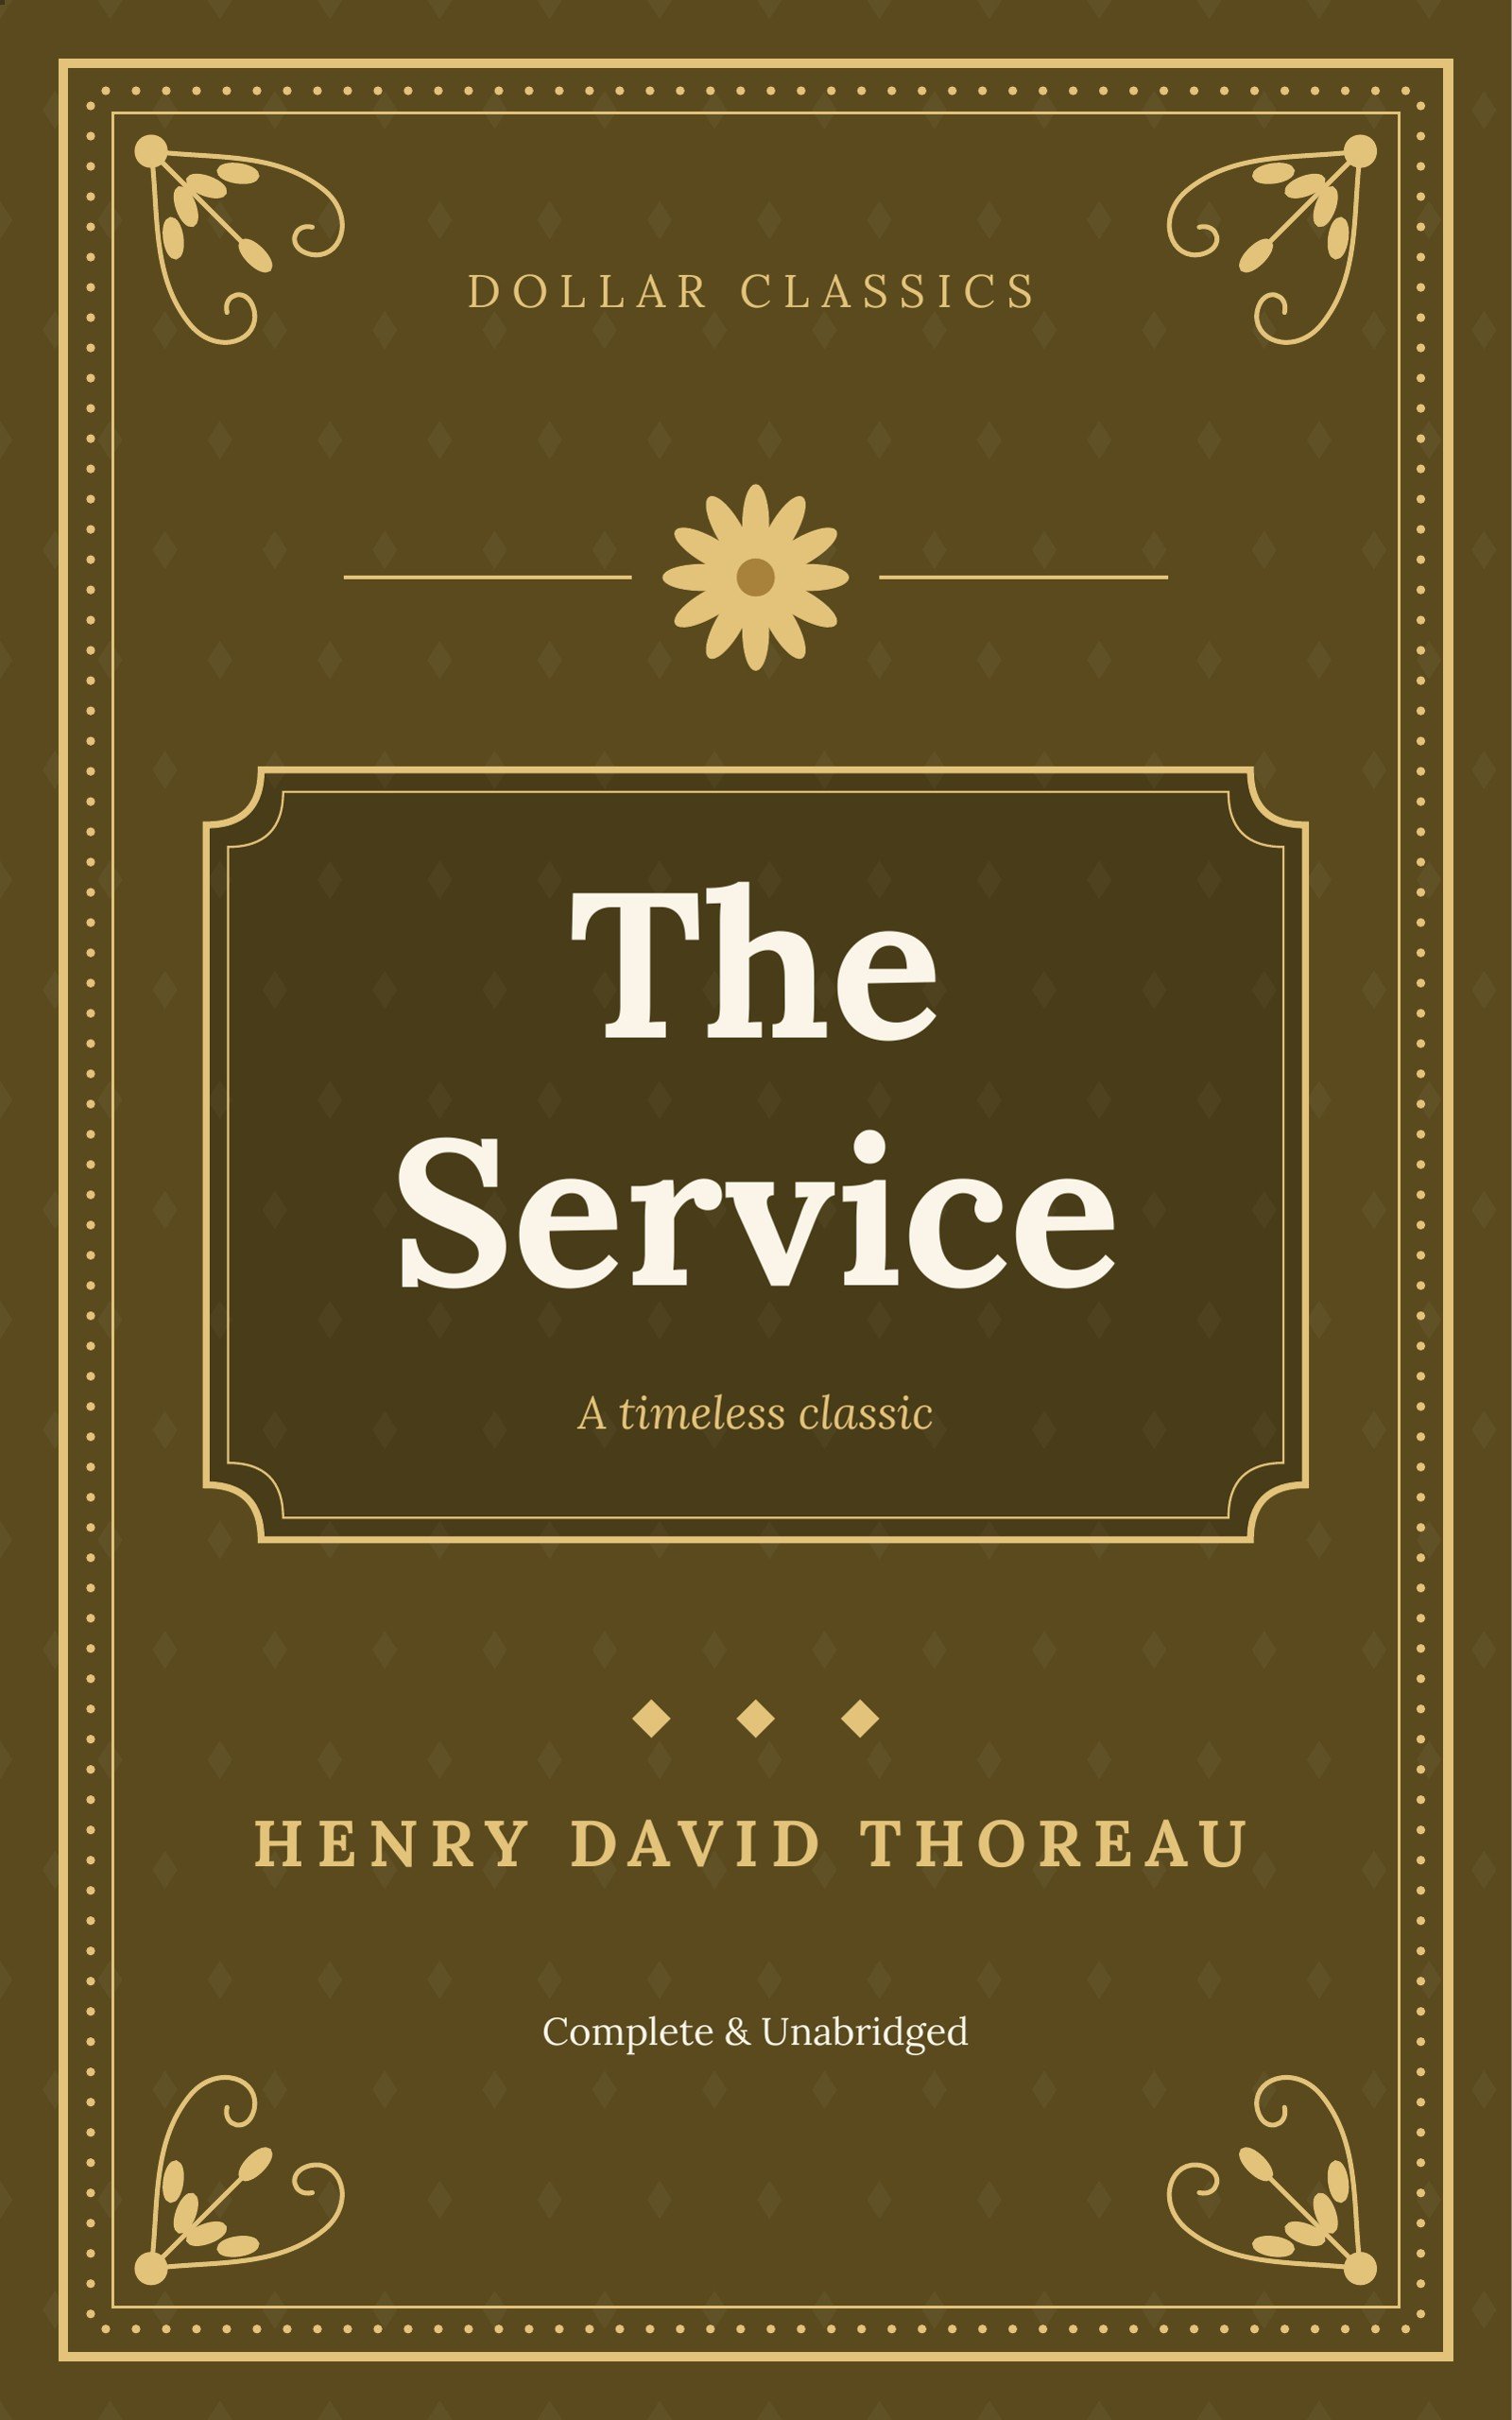 DOLLAR CLASSICS
The
Service
A timeless classic
HENRY DAVID THOREAU
Complete & Unabridged